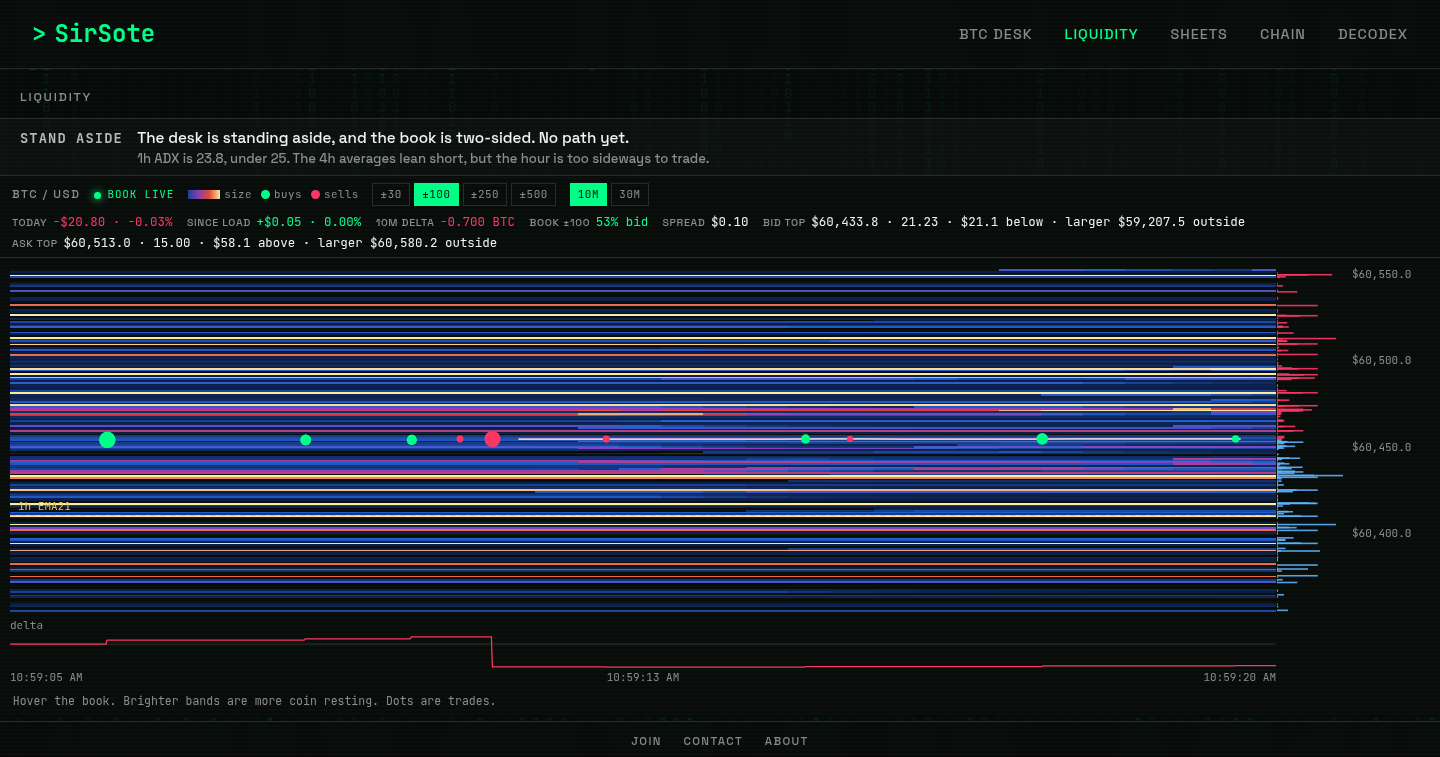 > SirSote
BTC DESK LIQUIDITY SHEETS CHAIN DECODEX
LIQUIDITY
STAND ASIDE The desk is standing aside, and the book is two-sided. No path yet.
1h ADX is 23.8, under 25. The 4h averages lean short, but the hour is too sideways to trade.
BTC / USD BOOK LIVE size buys sells ±30 ±100 ±250 ±500 10M 30M
TODAY -$20.80 · -0.03% SINCE LOAD +$0.05 · 0.00% 10M DELTA -0.700 BTC BOOK ±100 53% bid SPREAD $0.10 BID TOP $60,433.8 · 21.23 · $21.1 below · larger $59,207.5 outside
ASK TOP $60,513.0 · 15.00 · $58.1 above · larger $60,580.2 outside
$60,550.0
$60,500.0
$60,450.0
1h EMA21
$60,400.0
delta
10:59:05 AM 10:59:13 AM 10:59:20 AM
Hover the book. Brighter bands are more coin resting. Dots are trades.
JOIN CONTACT ABOUT